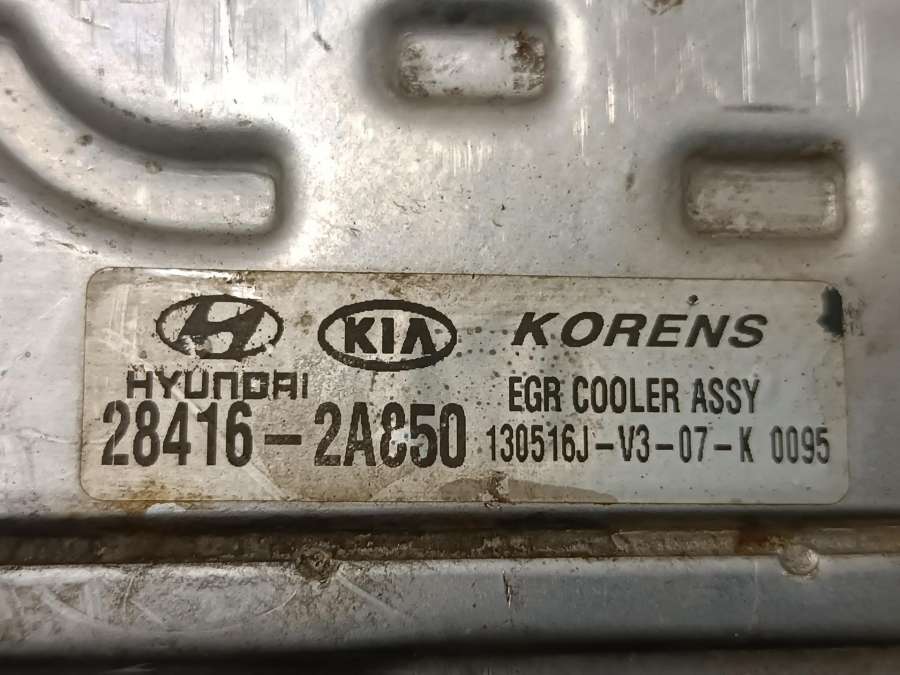 HYUNDAI KIA KORENS
EGR COOLER ASSY
28416-2A850 130516J-V3-07-K 0095